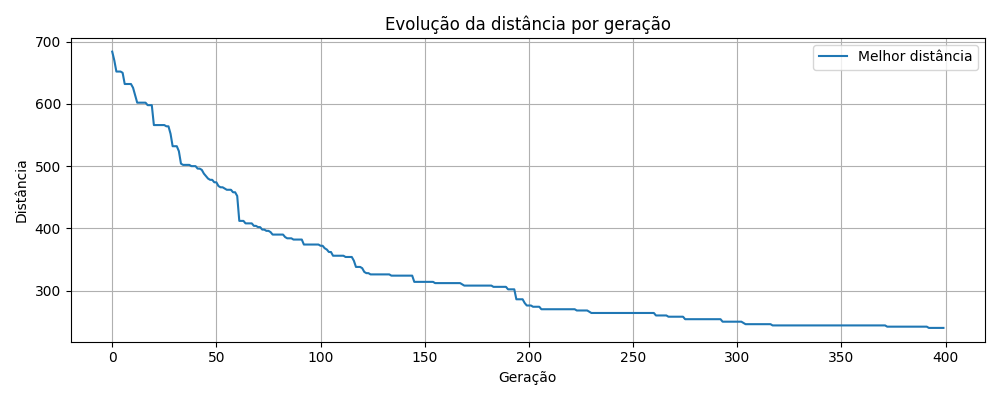 Evolução da distância por geração
Melhor distância
Distância
700
600
500
400
300
0 50 100 150 200 250 300 350 400
Geração